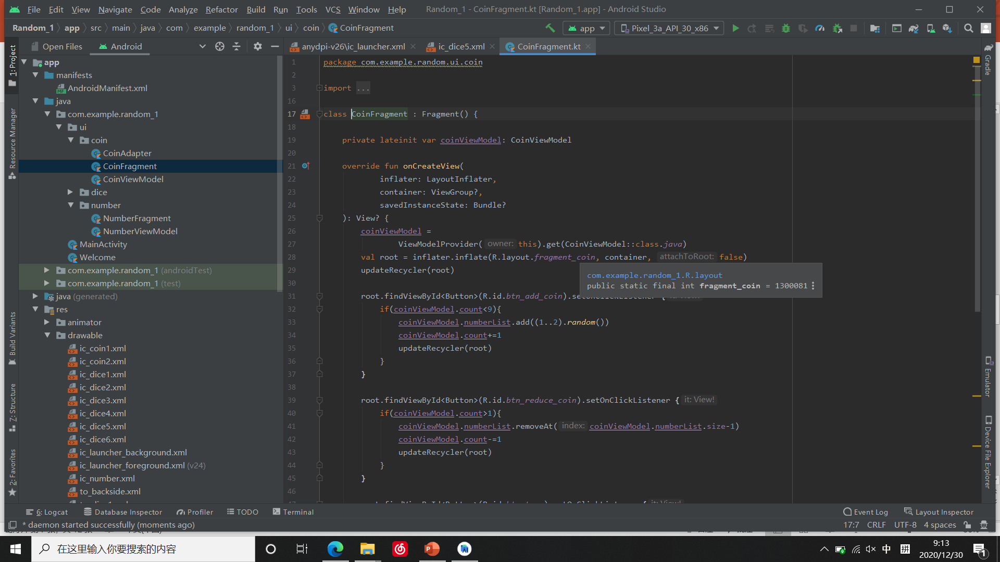 File Edit View Navigate Code Analyze Refactor Build Run Tools VCS Window Help Random_1 - CoinFragment.kt [Random_1.app] - Android Studio
Random_1 app src main java com example random_1 ui coin CoinFragment app Pixel_3a_API_30_x86
Open Files Android anydpi-v26\ic_launcher.xml ic_dice5.xml CoinFragment.kt
1: Project
Resource Manager
Build Variants
Z: Structure
2: Favorites
app
manifests
AndroidManifest.xml
java
com.example.random_1
ui
coin
CoinAdapter
CoinFragment
CoinViewModel
dice
number
NumberFragment
NumberViewModel
MainActivity
Welcome
com.example.random_1 (androidTest)
com.example.random_1 (test)
java (generated)
res
animator
drawable
ic_coin1.xml
ic_coin2.xml
ic_dice1.xml
ic_dice2.xml
ic_dice3.xml
ic_dice4.xml
ic_dice5.xml
ic_dice6.xml
ic_launcher_background.xml
ic_launcher_foreground.xml (v24)
ic_number.xml
to_backside.xml
1 package com.example.random.ui.coin
2
3 import ...
16
17 class CoinFragment : Fragment() {
18
19 private lateinit var coinViewModel: CoinViewModel
20
21 override fun onCreateView(
22 inflater: LayoutInflater,
23 container: ViewGroup?,
24 savedInstanceState: Bundle?
25 ): View? {
26 coinViewModel =
27 ViewModelProvider( owner: this).get(CoinViewModel::class.java)
28 val root = inflater.inflate(R.layout.fragment_coin, container, attachToRoot: false)
29 updateRecycler(root)
30
com.example.random_1.R.layout
public static final int fragment_coin = 1300081
31 root.findViewById<Button>(R.id.btn_add_coin).setOnClickListener {
32 if(coinViewModel.count<9){
33 coinViewModel.numberList.add((1..2).random())
34 coinViewModel.count+=1
35 updateRecycler(root)
36 }
37 }
38
39 root.findViewById<Button>(R.id.btn_reduce_coin).setOnClickListener { it: View!
40 if(coinViewModel.count>1){
41 coinViewModel.numberList.removeAt( index: coinViewModel.numberList.size-1)
42 coinViewModel.count-=1
43 updateRecycler(root)
44 }
45 }
46
Gradle
Emulator
Device File Explorer
6: Logcat Database Inspector Profiler TODO Terminal Event Log Layout Inspector
* daemon started successfully (moments ago) 17:7 CRLF UTF-8 4 spaces
在这里输入你要搜索的内容
中 拼 9:13
2020/12/30
1